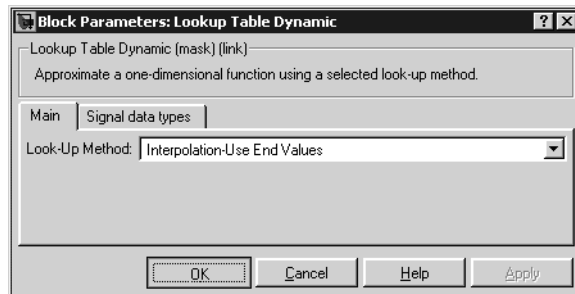 Block Parameters: Lookup Table Dynamic
Lookup Table Dynamic (mask) (link)
Approximate a one-dimensional function using a selected look-up method.
Main Signal data types
Look-Up Method: Interpolation-Use End Values
OK Cancel Help Apply